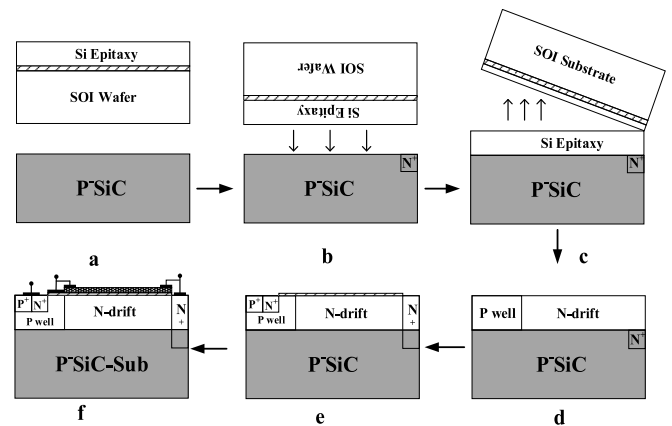 Si Epitaxy
SOI Wafer
P⁻SiC
a
SOI Wafer
Si Epitaxy
N⁺
P⁻SiC
b
SOI Substrate
Si Epitaxy
N⁺
P⁻SiC
c
P⁺ N⁺
P well
N-drift
N
+
P⁻SiC-Sub
f
P⁺ N⁺
P well
N-drift
N
+
P⁻SiC
e
P well
N-drift
N⁺
P⁻SiC
d